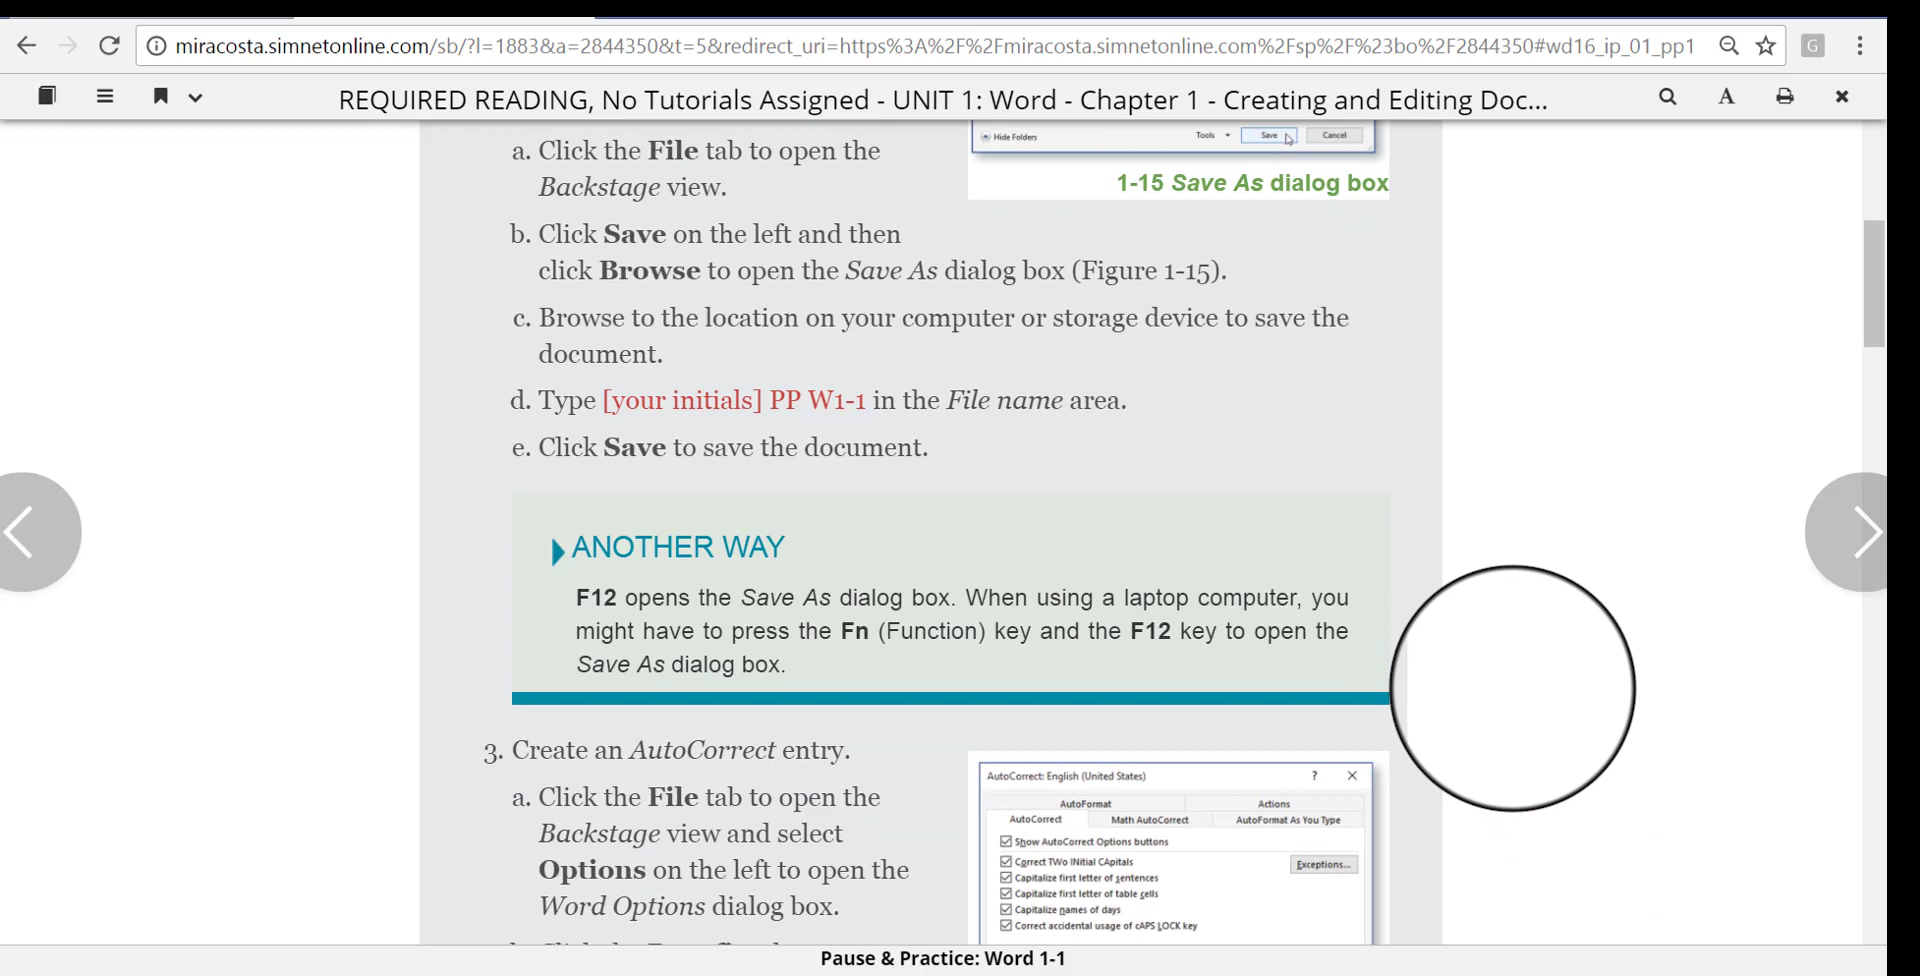 miracosta.simnetonline.com/sb/?l=1883&a=2844350&t=5&redirect_uri=https%3A%2F%2Fmiracosta.simnetonline.com%2Fsp%2F%23bo%2F2844350#wd16_ip_01_pp1
G
REQUIRED READING, No Tutorials Assigned - UNIT 1: Word - Chapter 1 - Creating and Editing Doc...
A
Hide Folders Tools Save Cancel
1-15 Save As dialog box
a. Click the File tab to open the
Backstage view.
b. Click Save on the left and then
click Browse to open the Save As dialog box (Figure 1-15).
c. Browse to the location on your computer or storage device to save the
document.
d. Type [your initials] PP W1-1 in the File name area.
e. Click Save to save the document.
ANOTHER WAY
F12 opens the Save As dialog box. When using a laptop computer, you
might have to press the Fn (Function) key and the F12 key to open the
Save As dialog box.
3. Create an AutoCorrect entry.
a. Click the File tab to open the
Backstage view and select
Options on the left to open the
Word Options dialog box.
AutoCorrect: English (United States) ?
AutoFormat Actions
AutoCorrect Math AutoCorrect AutoFormat As You Type
Show AutoCorrect Options buttons
Correct TWo INitial CApitals
Exceptions...
Capitalize first letter of sentences
Capitalize first letter of table cells
Capitalize names of days
Correct accidental usage of cAPS LOCK key
Pause & Practice: Word 1-1